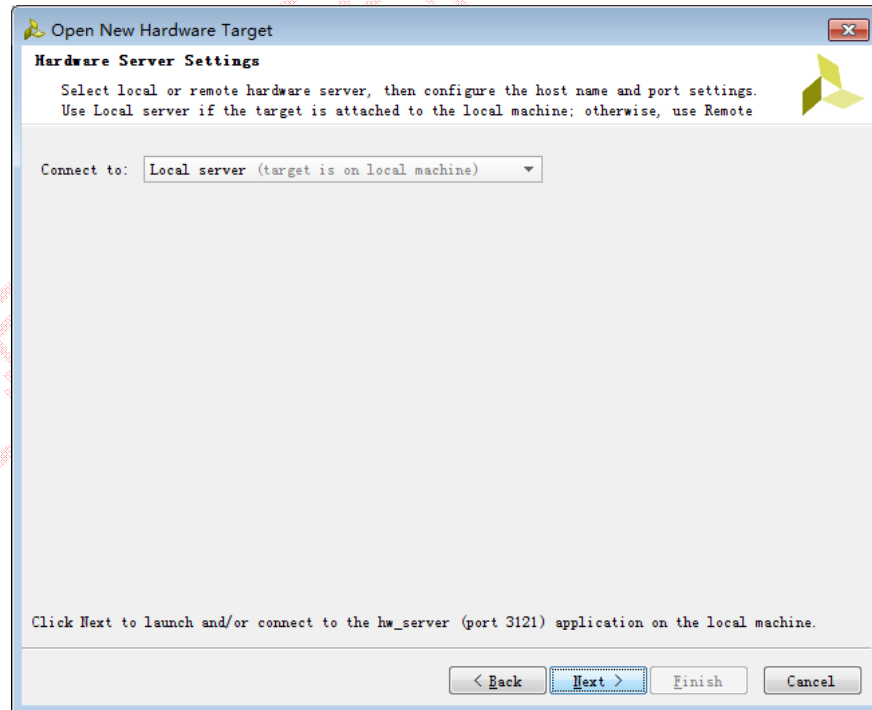 Open New Hardware Target
Hardware Server Settings
Select local or remote hardware server, then configure the host name and port settings.
Use Local server if the target is attached to the local machine; otherwise, use Remote
Connect to: Local server (target is on local machine)
Click Next to launch and/or connect to the hw_server (port 3121) application on the local machine.
< Back Next > Finish Cancel